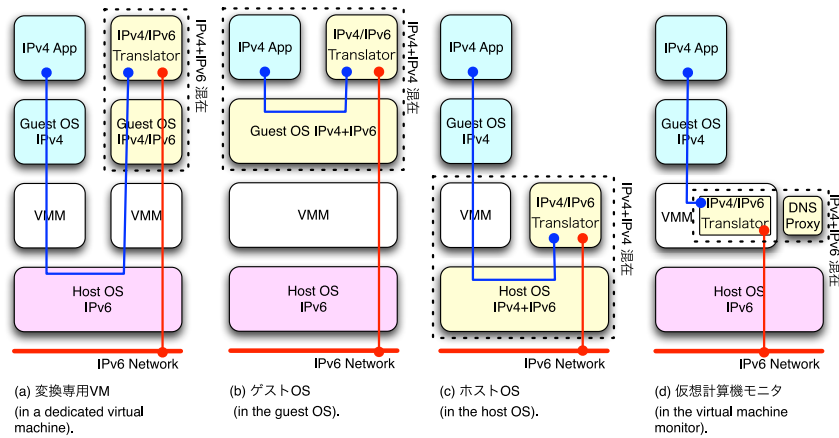 IPv4 App
IPv4/IPv6
Translator
Guest OS
IPv4
Guest OS
IPv4/IPv6
IPv4+IPv6 混在
VMM
VMM
Host OS
IPv6
IPv6 Network
(a) 変換専用VM
(in a dedicated virtual
machine).
IPv4 App
IPv4/IPv6
Translator
Guest OS IPv4+IPv6
IPv4+IPv4 混在
VMM
Host OS
IPv6
IPv6 Network
(b) ゲストOS
(in the guest OS).
IPv4 App
Guest OS
IPv4
VMM
IPv4/IPv6
Translator
IPv4+IPv4 混在
Host OS
IPv4+IPv6
IPv6 Network
(c) ホストOS
(in the host OS).
IPv4 App
Guest OS
IPv4
VMM
IPv4/IPv6
Translator
DNS
Proxy
IPv4+IPv6 混在
Host OS
IPv6
IPv6 Network
(d) 仮想計算機モニタ
(in the virtual machine
monitor).